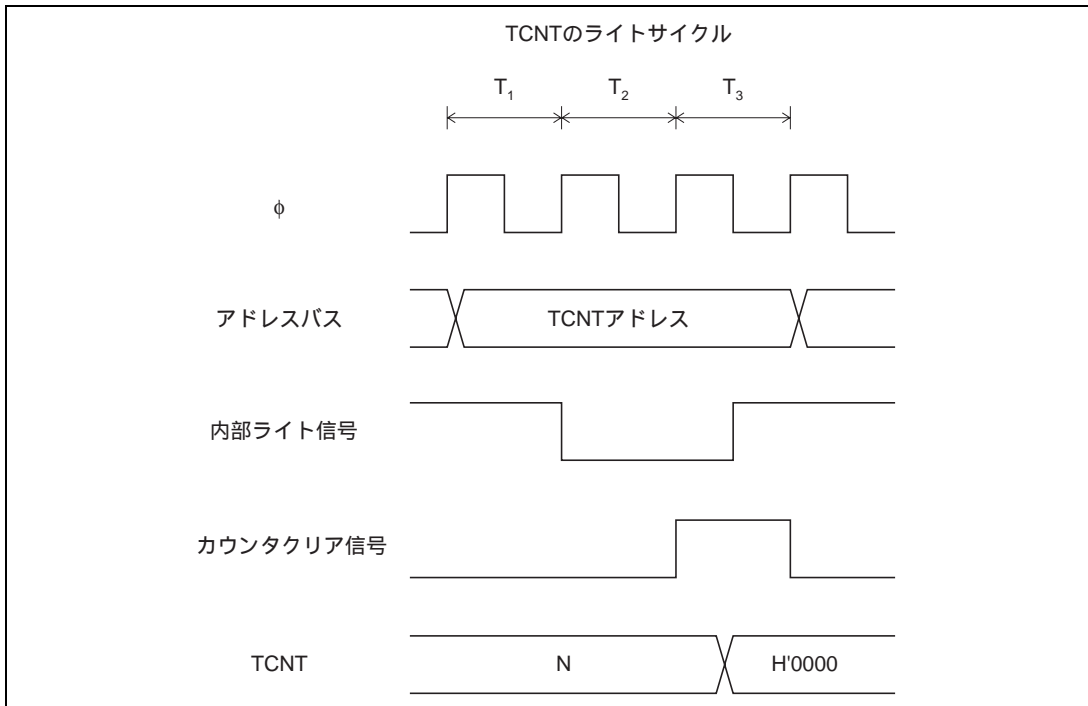 TCNTのライトサイクル
T1 T2 T3
φ
アドレスバス TCNTアドレス
内部ライト信号
カウンタクリア信号
TCNT N H'0000